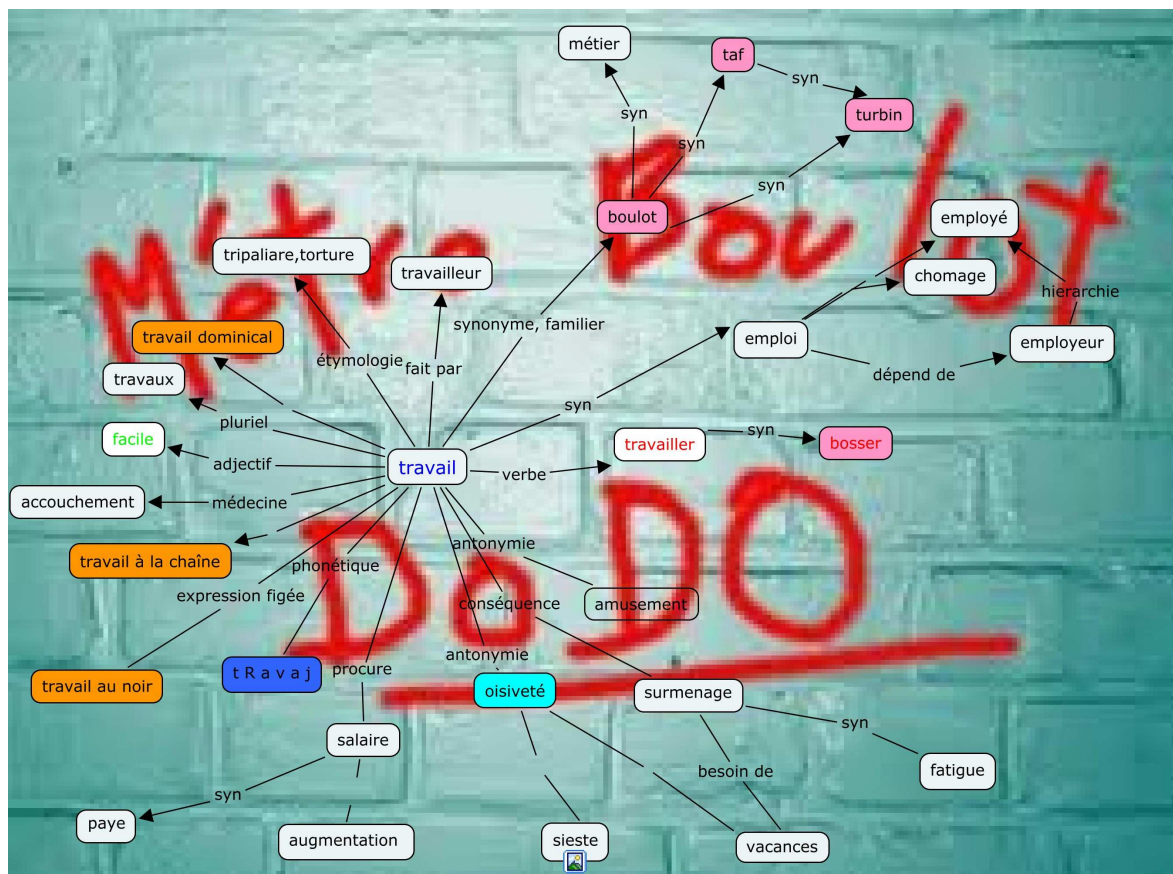 métier
taf
syn
turbin
syn
syn
syn
boulot
employé
tripaliare,torture
travailleur
chomage
hierarchie
synonyme, familier
travail dominical
emploi
employeur
étymologie
fait par
dépend de
travaux
syn
pluriel
facile
travailler
syn
bosser
adjectif
travail
verbe
accouchement
médecine
antonymie
travail à la chaîne
phonétique
expression figée
conséquence
amusement
antonymie
procure
t R a v a j
travail au noir
oisiveté
surmenage
syn
salaire
besoin de
fatigue
syn
paye
augmentation
sieste
vacances
Métro
Boulot
DoDO